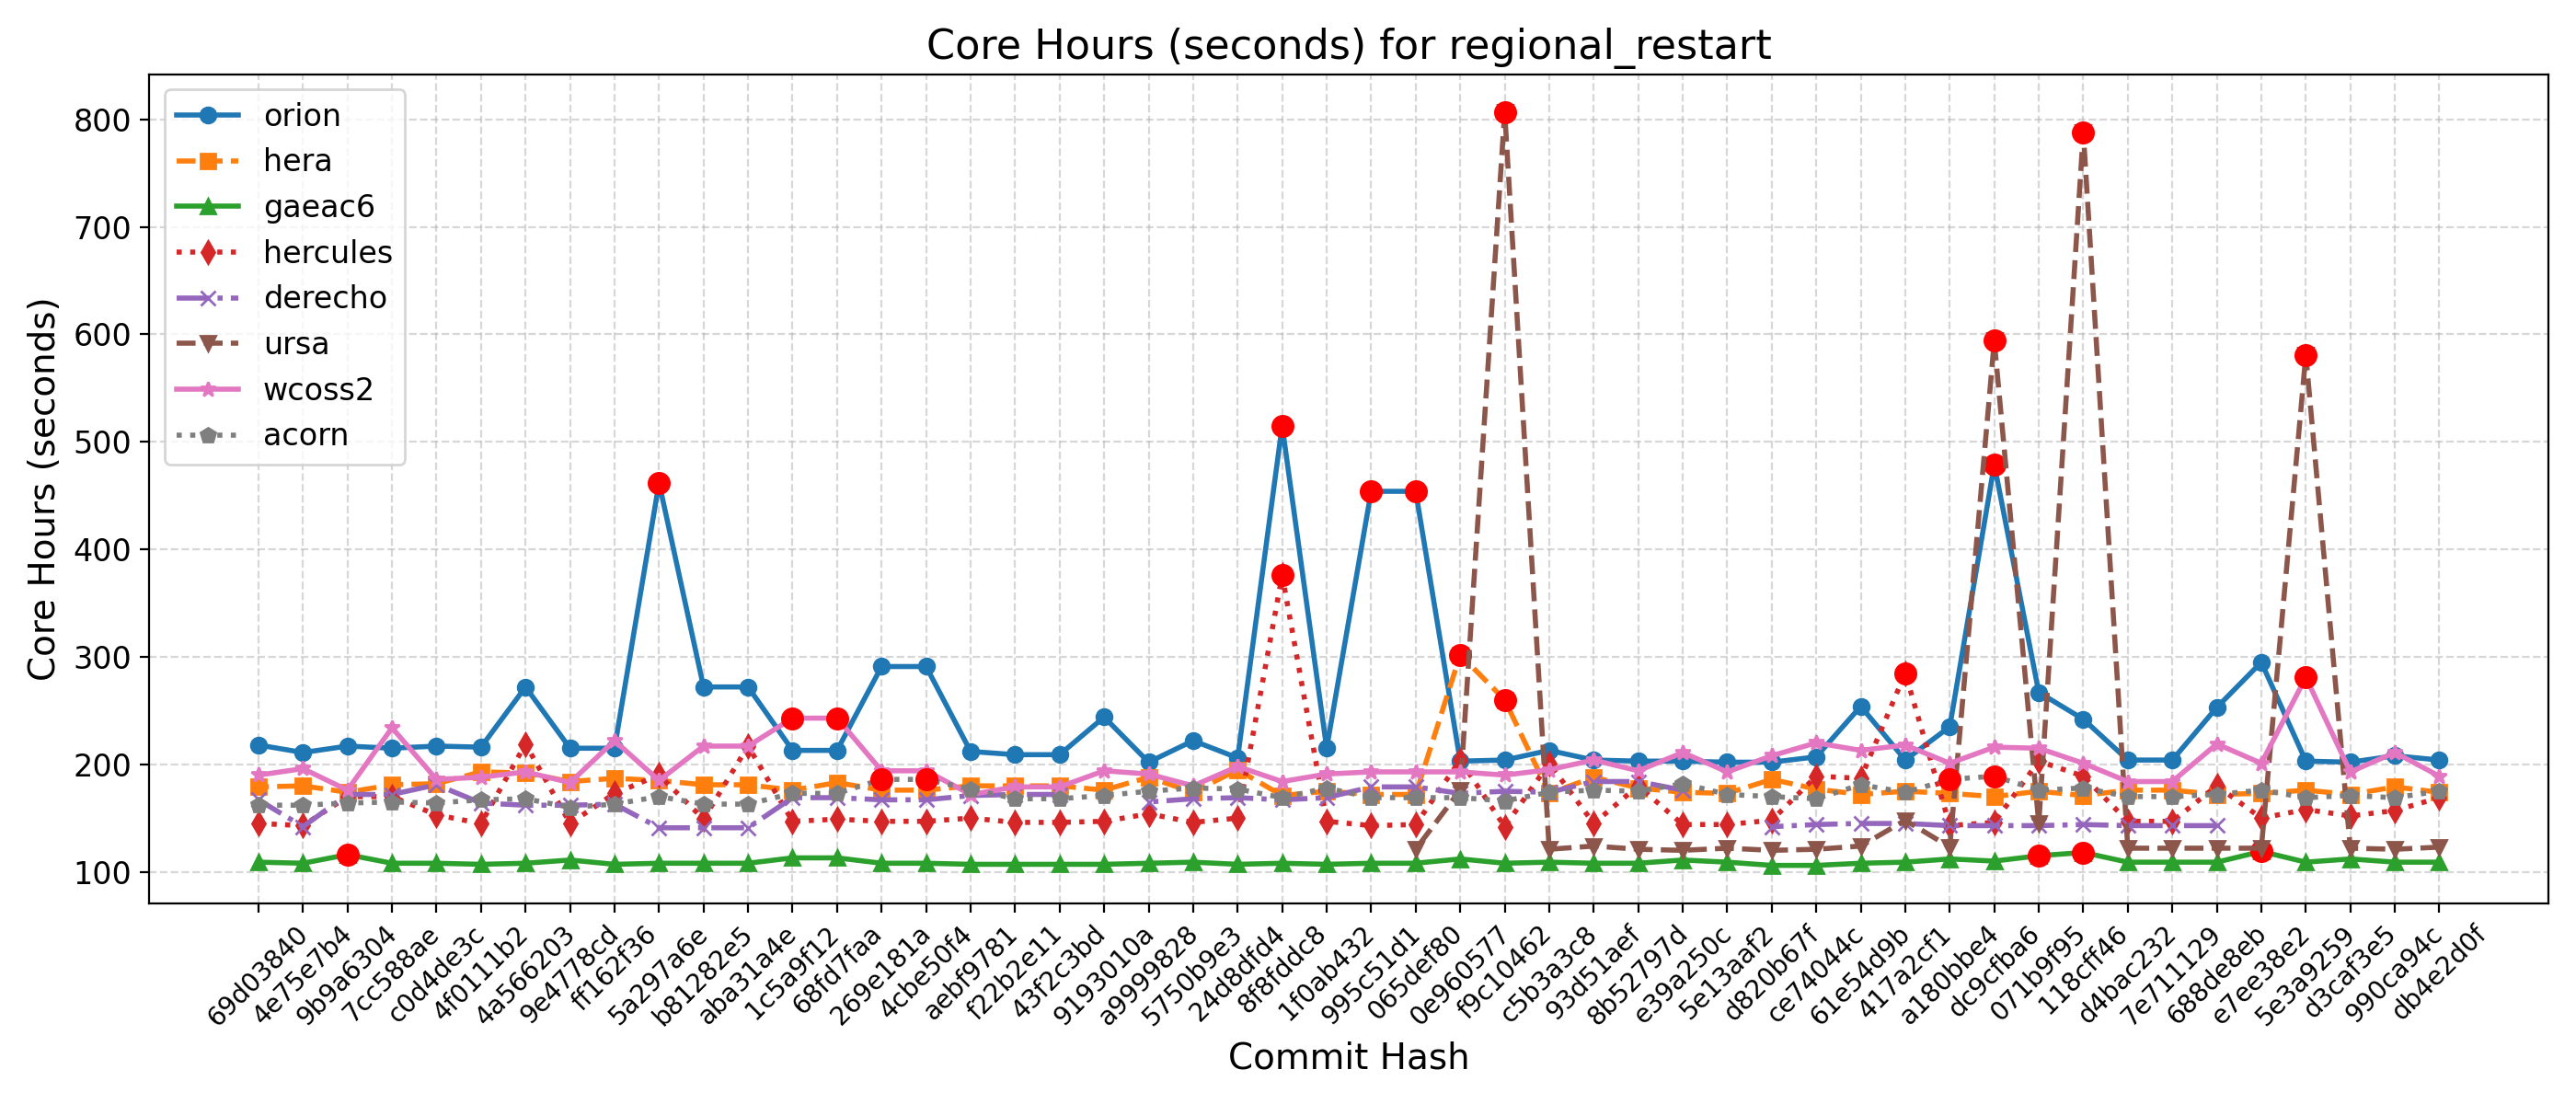 Core Hours (seconds) for regional_restart
Core Hours (seconds)
800
700
600
500
400
300
200
100
orion
hera
gaeac6
hercules
derecho
ursa
wcoss2
acorn
69d03840
4e75e7b4
9b9a6304
7cc588ae
c0d4de3c
4f0111b2
4a566203
9e4778cd
ff162f36
5a297a6e
b81282e5
aba31a4e
1c5a9f12
68fd7faa
269e181a
4cbe50f4
aebf9781
f22b2e11
43f2c3bd
9193010a
a9999828
5750b9e3
24d8dfd4
8f8fddc8
1f0ab432
995c51d1
065def80
0e960577
f9c10462
c5b3a3c8
93d51aef
8b52797d
e39a250c
5e13aaf2
d820b67f
ce74044c
61e54d9b
417a2cf1
a180bbe4
dc9cfba6
071b9f95
118cff46
d4bac232
7e711129
688de8eb
e7ee38e2
5e3a9259
d3caf3e5
990ca94c
db4e2d0f
Commit Hash